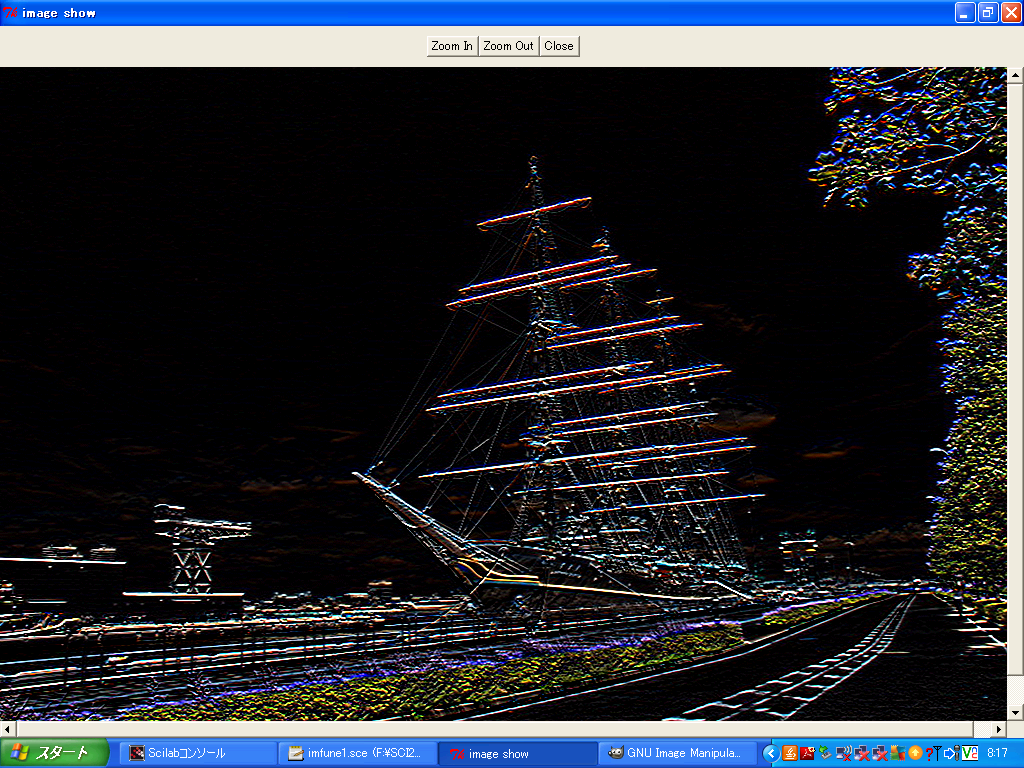 image show
Zoom In Zoom Out Close
スタート Scilabコンソール imfune1.sce (F:¥SCI2... image show GNU Image Manipula... 8:17